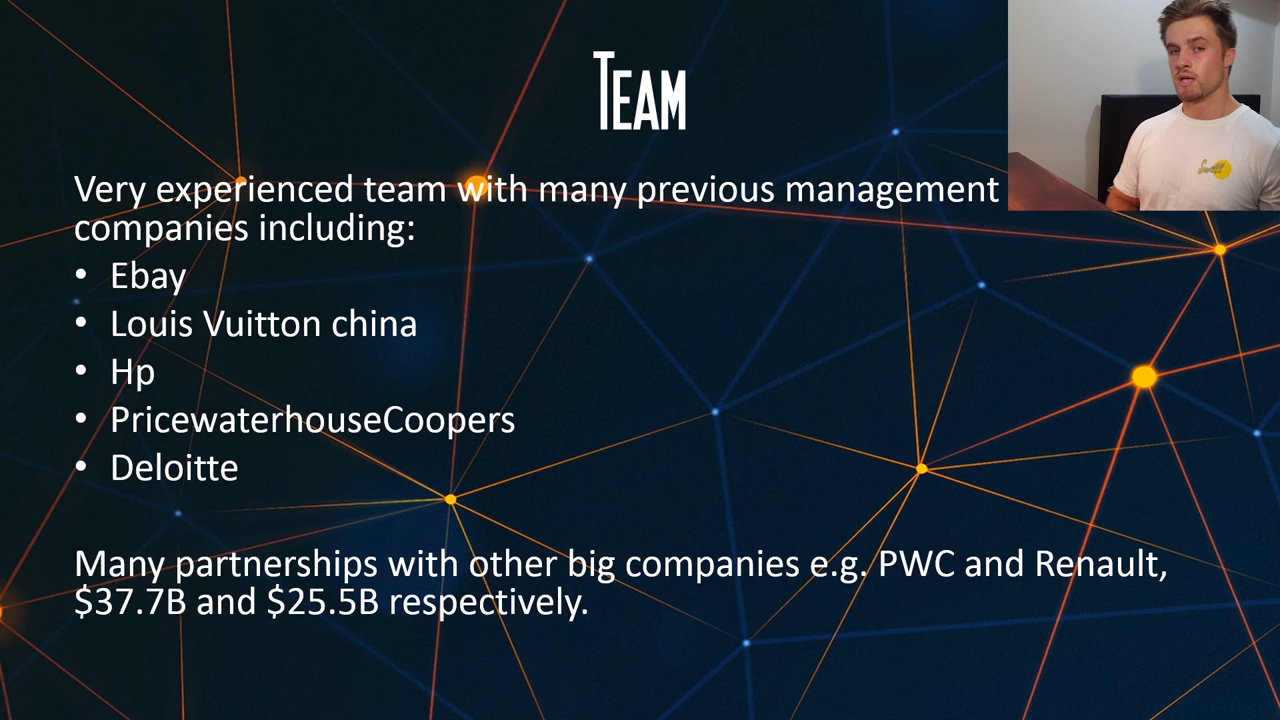 TEAM
Very experienced team with many previous management
companies including:
• Ebay
• Louis Vuitton china
• Hp
• PricewaterhouseCoopers
• Deloitte
Many partnerships with other big companies e.g. PWC and Renault,
$37.7B and $25.5B respectively.